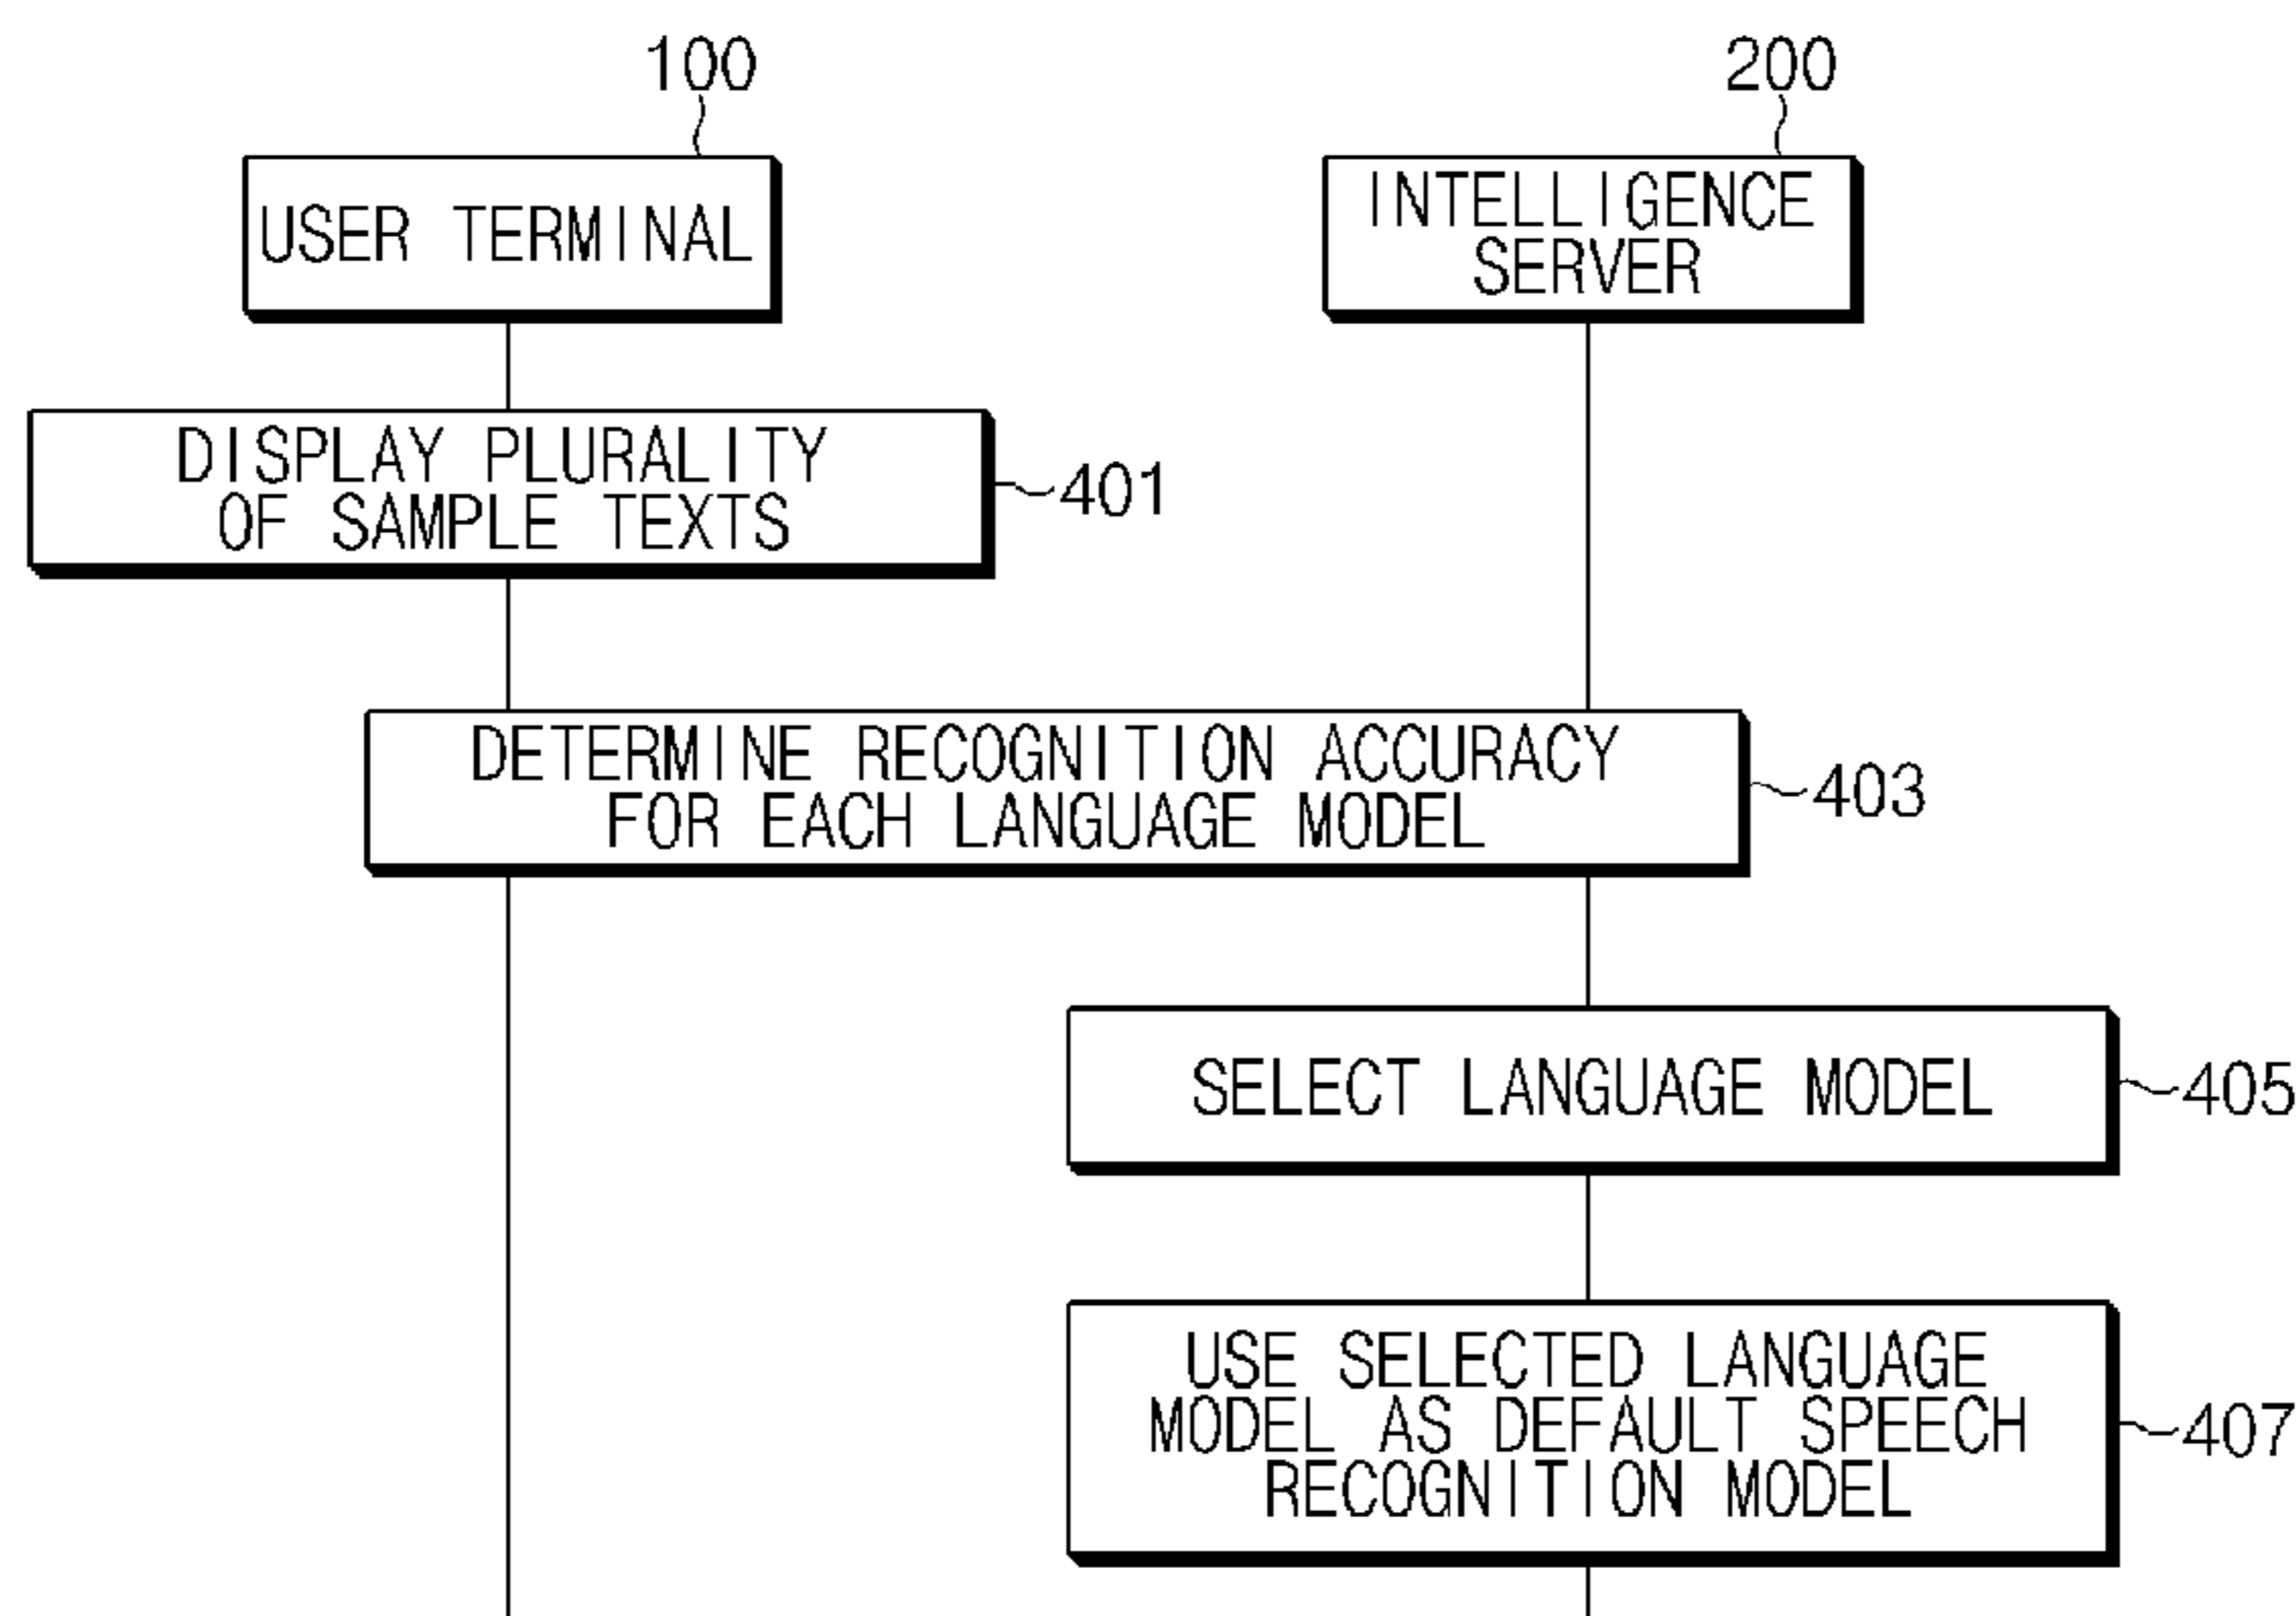 100
200
USER TERMINAL
INTELLIGENCE
SERVER
DISPLAY PLURALITY
OF SAMPLE TEXTS
401
DETERMINE RECOGNITION ACCURACY
FOR EACH LANGUAGE MODEL
403
SELECT LANGUAGE MODEL
405
USE SELECTED LANGUAGE
MODEL AS DEFAULT SPEECH
RECOGNITION MODEL
407